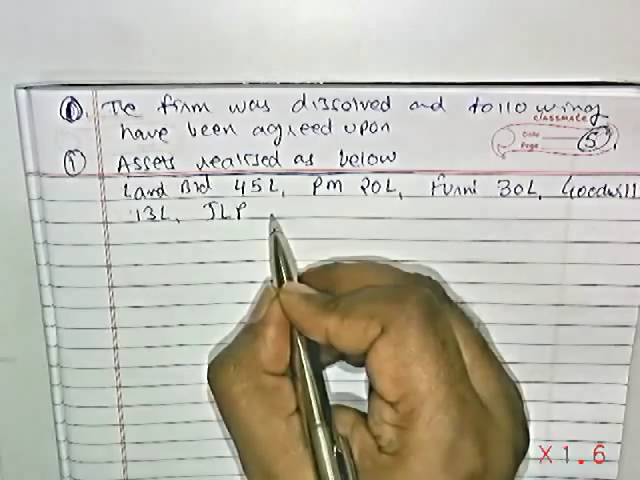 ①. The firm was dissolved and following
classmate
have been agreed upon
Date
Page 5
① Assets realised as below
Land Bld 45L, PM 20L, Furni 30L, Goodwill
13L, JLP
X1.6